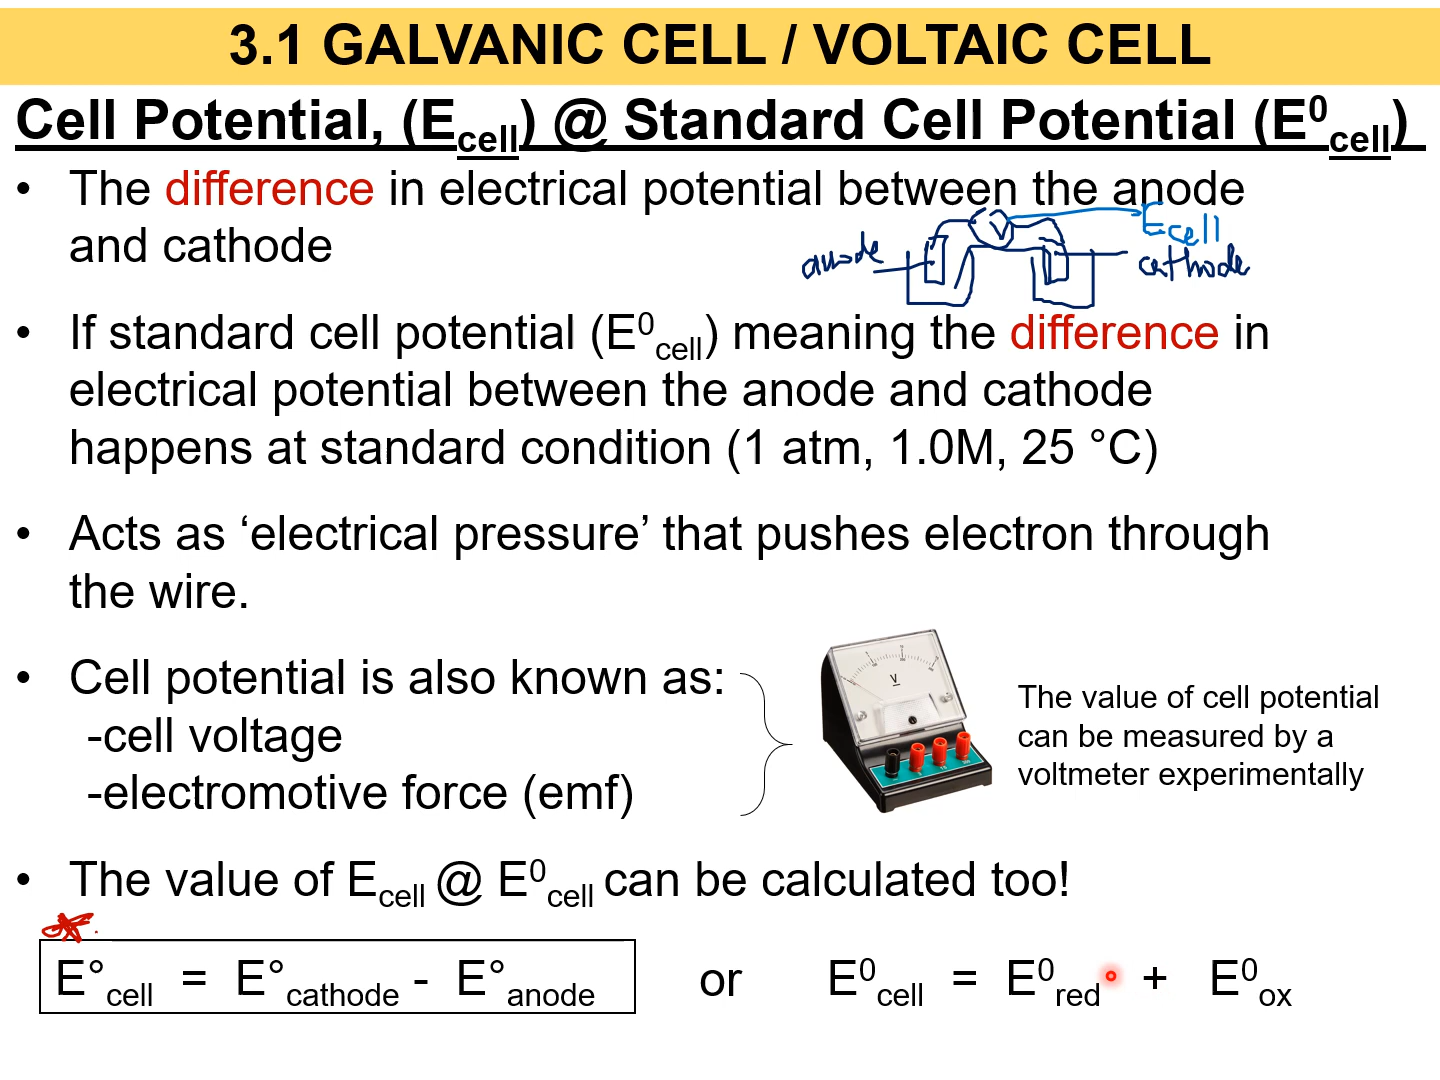 3.1 GALVANIC CELL / VOLTAIC CELL
Cell Potential, (Ecell) @ Standard Cell Potential (E⁰cell)
• The difference in electrical potential between the anode
and cathode
anode
Ecell
cathode
V
• If standard cell potential (E⁰cell) meaning the difference in
electrical potential between the anode and cathode
happens at standard condition (1 atm, 1.0M, 25 °C)
• Acts as ‘electrical pressure’ that pushes electron through
the wire.
• Cell potential is also known as:
-cell voltage
-electromotive force (emf)
V
The value of cell potential
can be measured by a
voltmeter experimentally
• The value of Ecell @ E⁰cell can be calculated too!
E°cell = E°cathode - E°anode or E⁰cell = E⁰red + E⁰ox